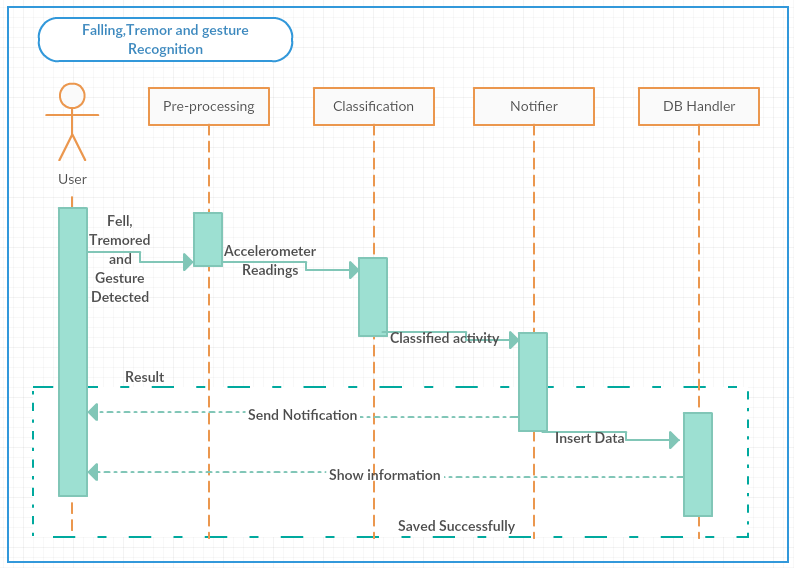 Falling,Tremor and gesture
Recognition
Pre-processing
Classification
Notifier
DB Handler
User
Fell,
Tremored
and
Gesture
Detected
Accelerometer
Readings
Classified activity
Result
Send Notification
Insert Data
Show information
Saved Successfully